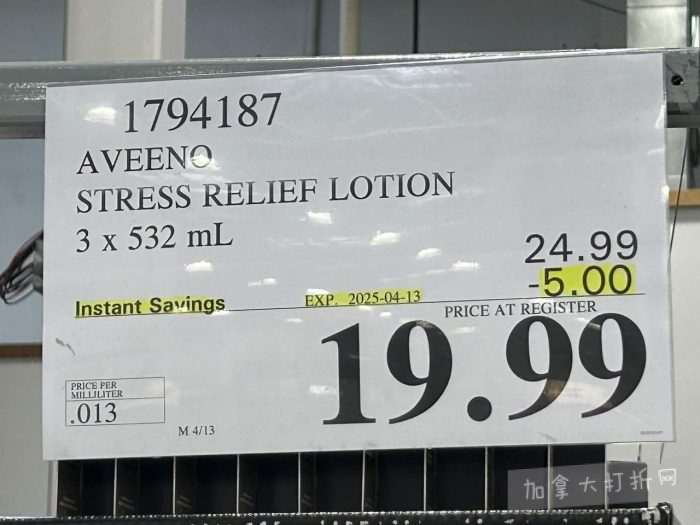 1794187
AVEENO
STRESS RELIEF LOTION
3 x 532 mL
24.99
-5.00
Instant Savings EXP. 2025-04-13
PRICE AT REGISTER
19.99
PRICE PER
MILLILITER
.013
M 4/13
加拿大打折网